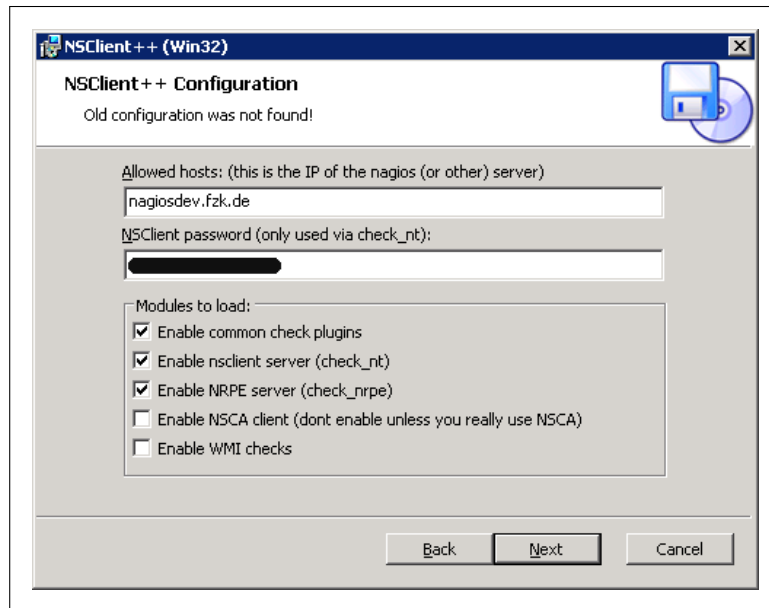 NSClient++ (Win32)
NSClient++ Configuration
Old configuration was not found!
Allowed hosts: (this is the IP of the nagios (or other) server)
nagiosdev.fzk.de
NSClient password (only used via check_nt):
Modules to load:
Enable common check plugins
Enable nsclient server (check_nt)
Enable NRPE server (check_nrpe)
Enable NSCA client (dont enable unless you really use NSCA)
Enable WMI checks
Back Next Cancel